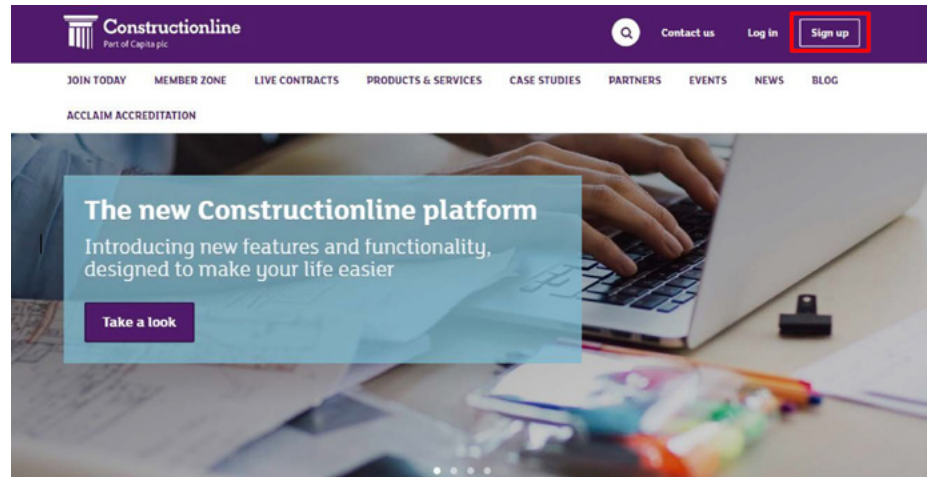 Constructionline
Part of Capita plc
Contact us
Log in
Sign up
JOIN TODAY
MEMBER ZONE
LIVE CONTRACTS
PRODUCTS & SERVICES
CASE STUDIES
PARTNERS
EVENTS
NEWS
BLOG
ACCLAIM ACCREDITATION
The new Constructionline platform
Introducing new features and functionality,
designed to make your life easier
Take a look